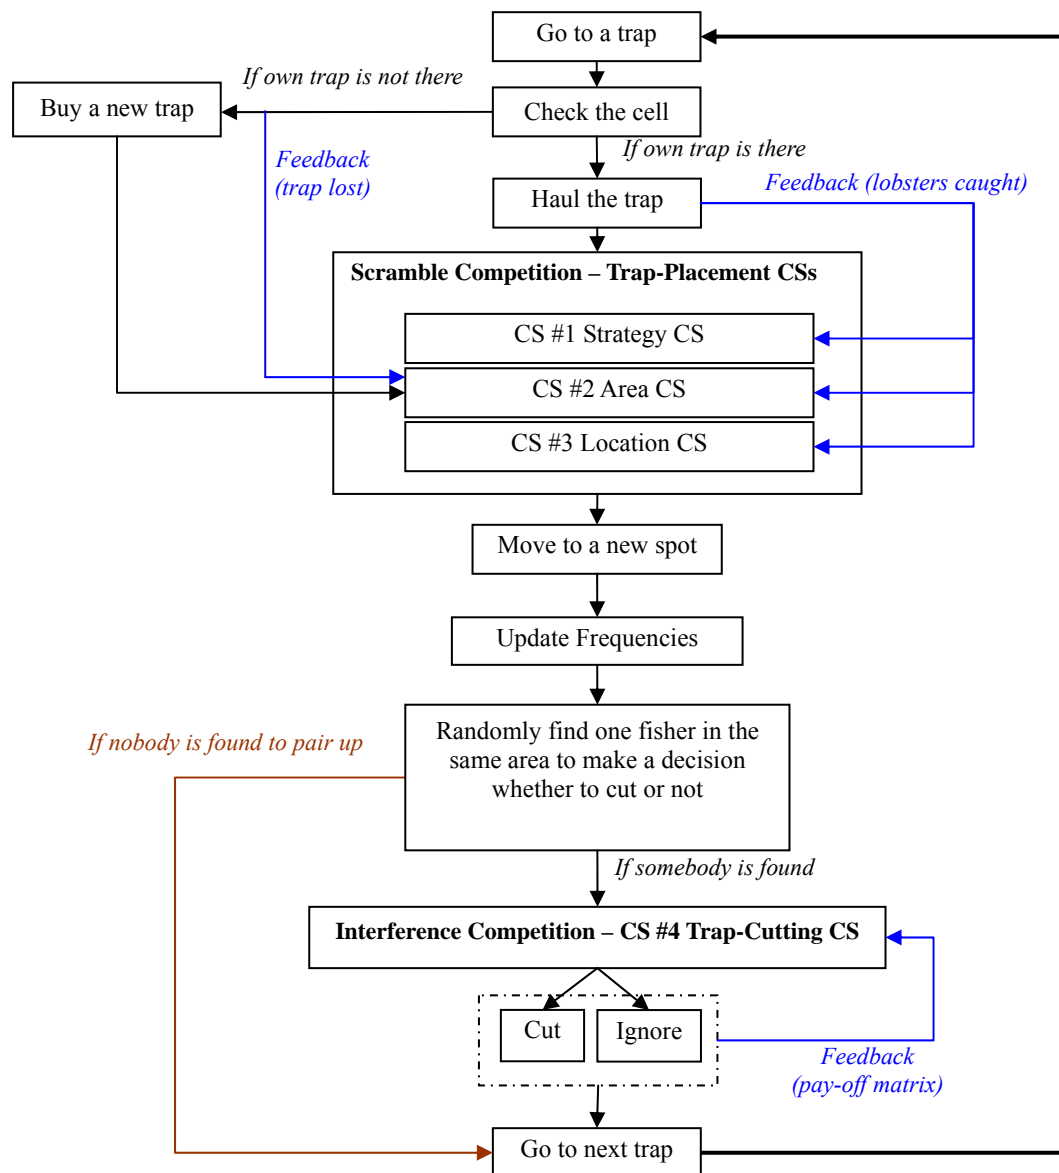 Go to a trap
If own trap is not there
Buy a new trap
Check the cell
If own trap is there
Feedback
(trap lost)
Feedback (lobsters caught)
Haul the trap
Scramble Competition – Trap-Placement CSs
CS #1 Strategy CS
CS #2 Area CS
CS #3 Location CS
Move to a new spot
Update Frequencies
If nobody is found to pair up
Randomly find one fisher in the
same area to make a decision
whether to cut or not
If somebody is found
Interference Competition – CS #4 Trap-Cutting CS
Cut
Ignore
Feedback
(pay-off matrix)
Go to next trap